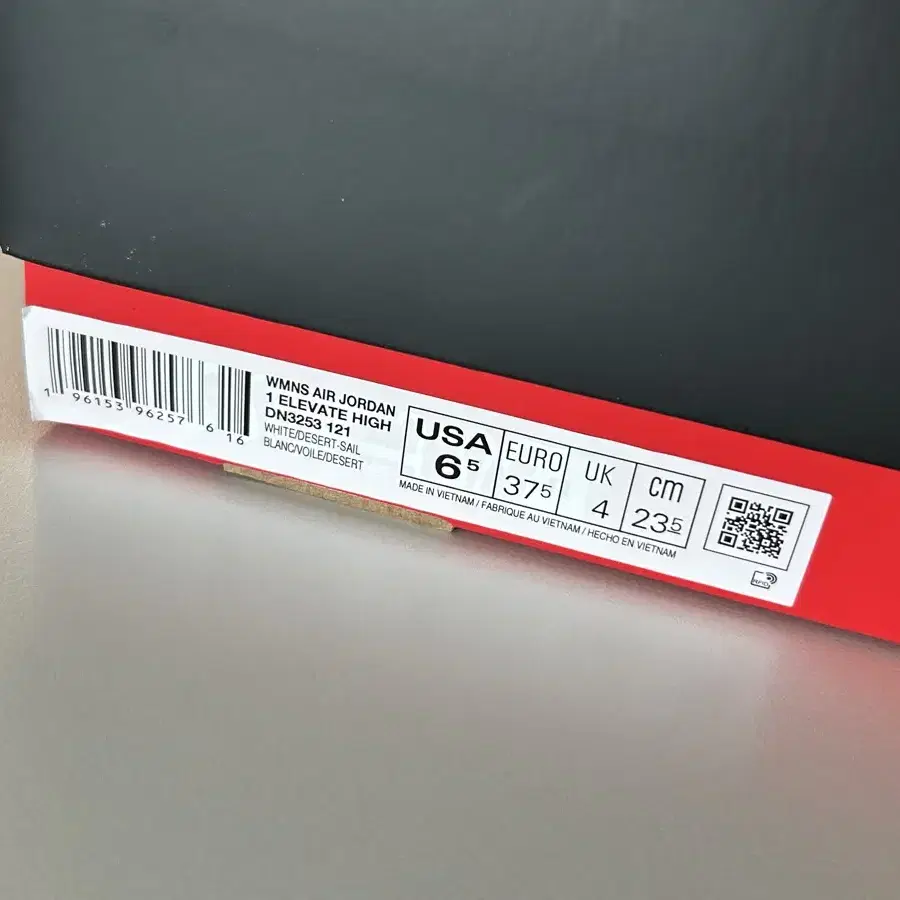 1 96153 96257 6 16
WMNS AIR JORDAN
1 ELEVATE HIGH
DN3253 121
WHITE/DESERT-SAIL
BLANC/VOILE/DESERT
USA
6 5
EURO
37 5
UK
4
cm
23 5
MADE IN VIETNAM / FABRIQUE AU VIETNAM / HECHO EN VIETNAM
RFID